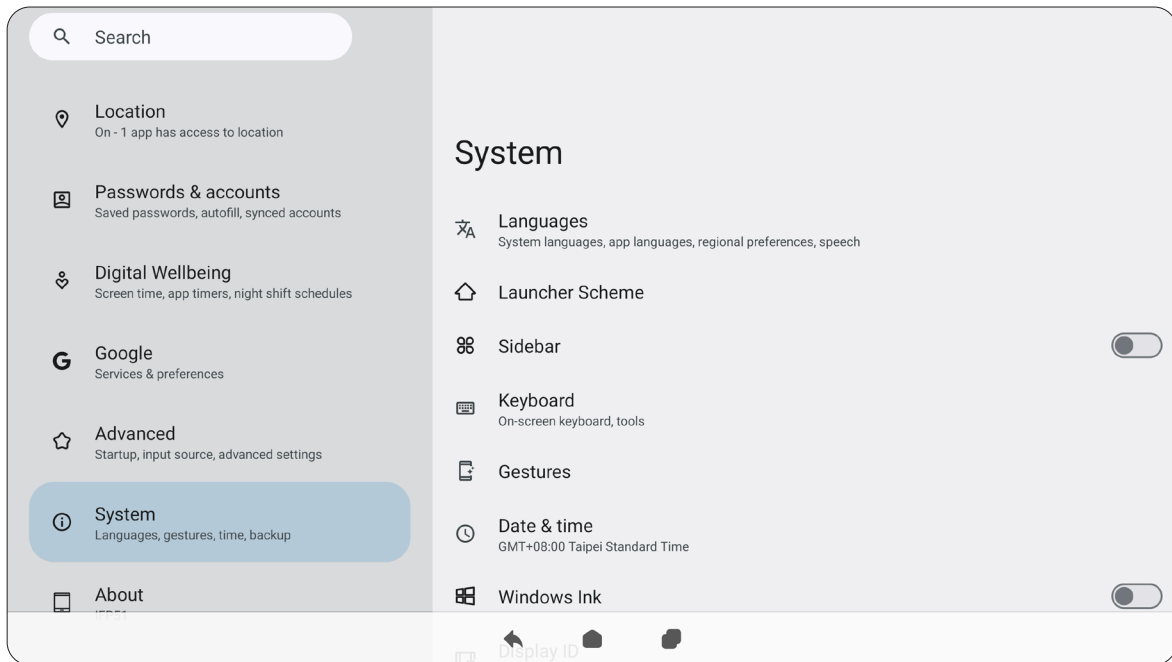 Search
Location
On - 1 app has access to location
Passwords & accounts
Saved passwords, autofill, synced accounts
Digital Wellbeing
Screen time, app timers, night shift schedules
Google
Services & preferences
Advanced
Startup, input source, advanced settings
System
Languages, gestures, time, backup
About
System
Languages
System languages, app languages, regional preferences, speech
Launcher Scheme
Sidebar
Keyboard
On-screen keyboard, tools
Gestures
Date & time
GMT+08:00 Taipei Standard Time
Windows Ink
Display ID